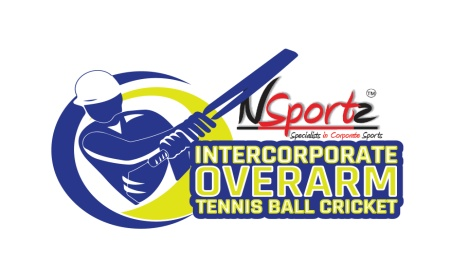 NSportz™
Specialists in Corporate Sports
INTERCORPORATE
OVERARM
TENNIS BALL CRICKET